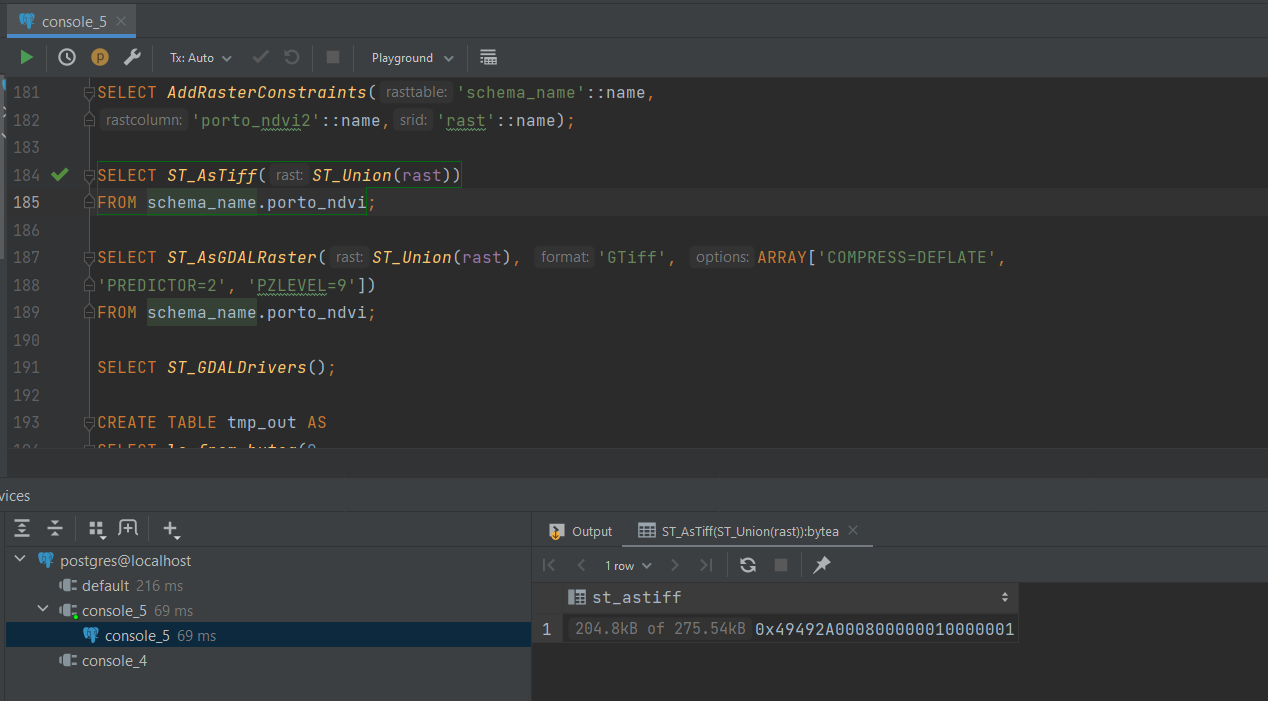 console_5
Tx: Auto
Playground
181 SELECT AddRasterConstraints( rasttable: 'schema_name'::name,
182 rastcolumn: 'porto_ndvi2'::name, srid: 'rast'::name);
183
184 SELECT ST_AsTiff( rast: ST_Union(rast))
185 FROM schema_name.porto_ndvi;
186
187 SELECT ST_AsGDALRaster( rast: ST_Union(rast), format: 'GTiff', options: ARRAY['COMPRESS=DEFLATE',
188 'PREDICTOR=2', 'PZLEVEL=9'])
189 FROM schema_name.porto_ndvi;
190
191 SELECT ST_GDALDrivers();
192
193 CREATE TABLE tmp_out AS
vices
postgres@localhost
default 216 ms
console_5 69 ms
console_5 69 ms
console_4
Output
ST_AsTiff(ST_Union(rast)):bytea
1 row
st_astiff
1 204.8kB of 275.54kB 0x49492A000800000010000001